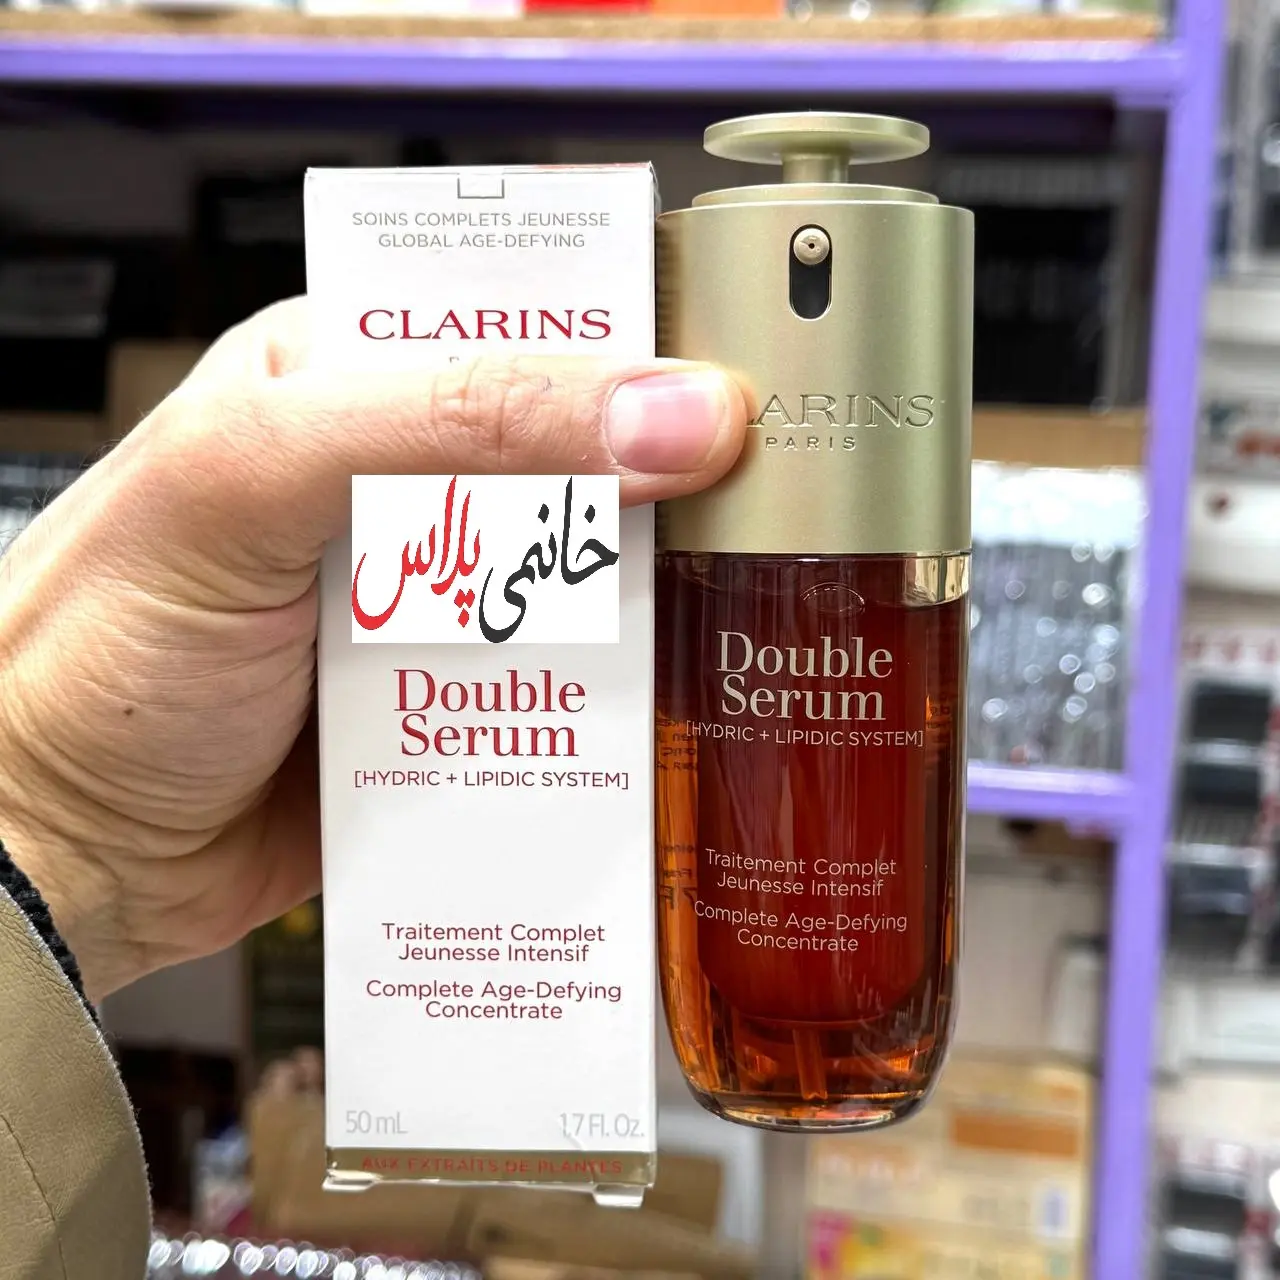 SOINS COMPLETS JEUNESSE
GLOBAL AGE-DEFYING
CLARINS
خانمی پلاس
Double
Serum
[HYDRIC + LIPIDIC SYSTEM]
Traitement Complet
Jeunesse Intensif
Complete Age-Defying
Concentrate
50 mL
1.7 Fl. Oz.
AUX EXTRAITS DE PLANTES
LARINS
PARIS
Double
Serum
[HYDRIC + LIPIDIC SYSTEM]
Traitement Complet
Jeunesse Intensif
Complete Age-Defying
Concentrate